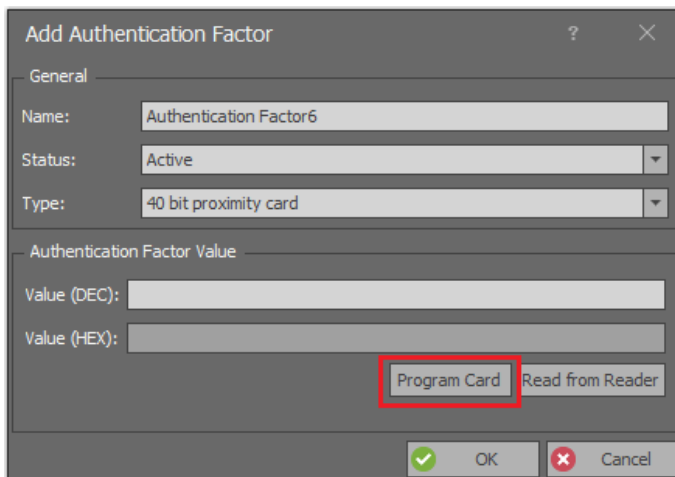 Add Authentication Factor ?
General
Name: Authentication Factor6
Status: Active
Type: 40 bit proximity card
Authentication Factor Value
Value (DEC):
Value (HEX):
Program Card Read from Reader
OK Cancel